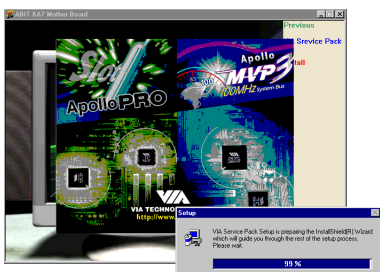 ABIT KA7 Mother Board
Previous
Srevice Pack
Slot
ApolloPRO
Apollo
MVP3
100MHz System Bus
VIA
VIA TECHNO
http://www.
Setup
VIA Service Pack Setup is preparing the InstallShield(R) Wizard
which will guide you through the rest of the setup process.
Please wait.
99 %